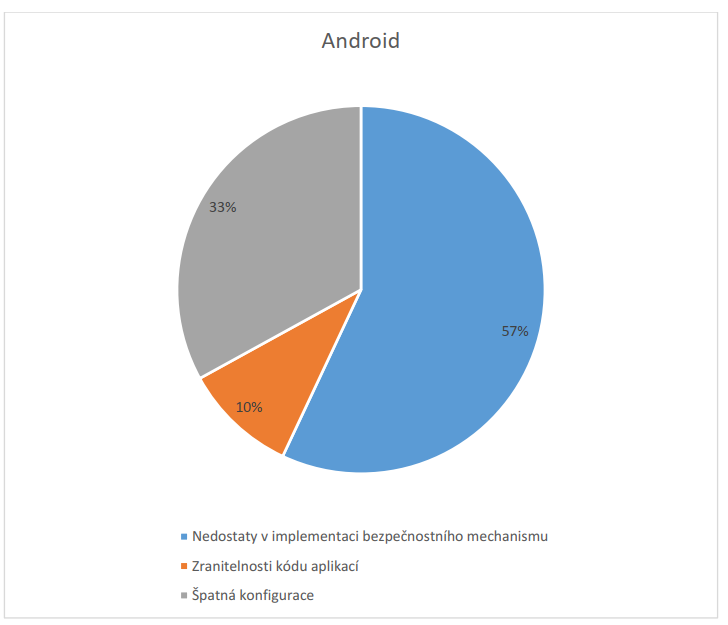 Android
33%
57%
10%
Nedostaty v implementaci bezpečnostního mechanismu
Zranitelnosti kódu aplikací
Špatná konfigurace